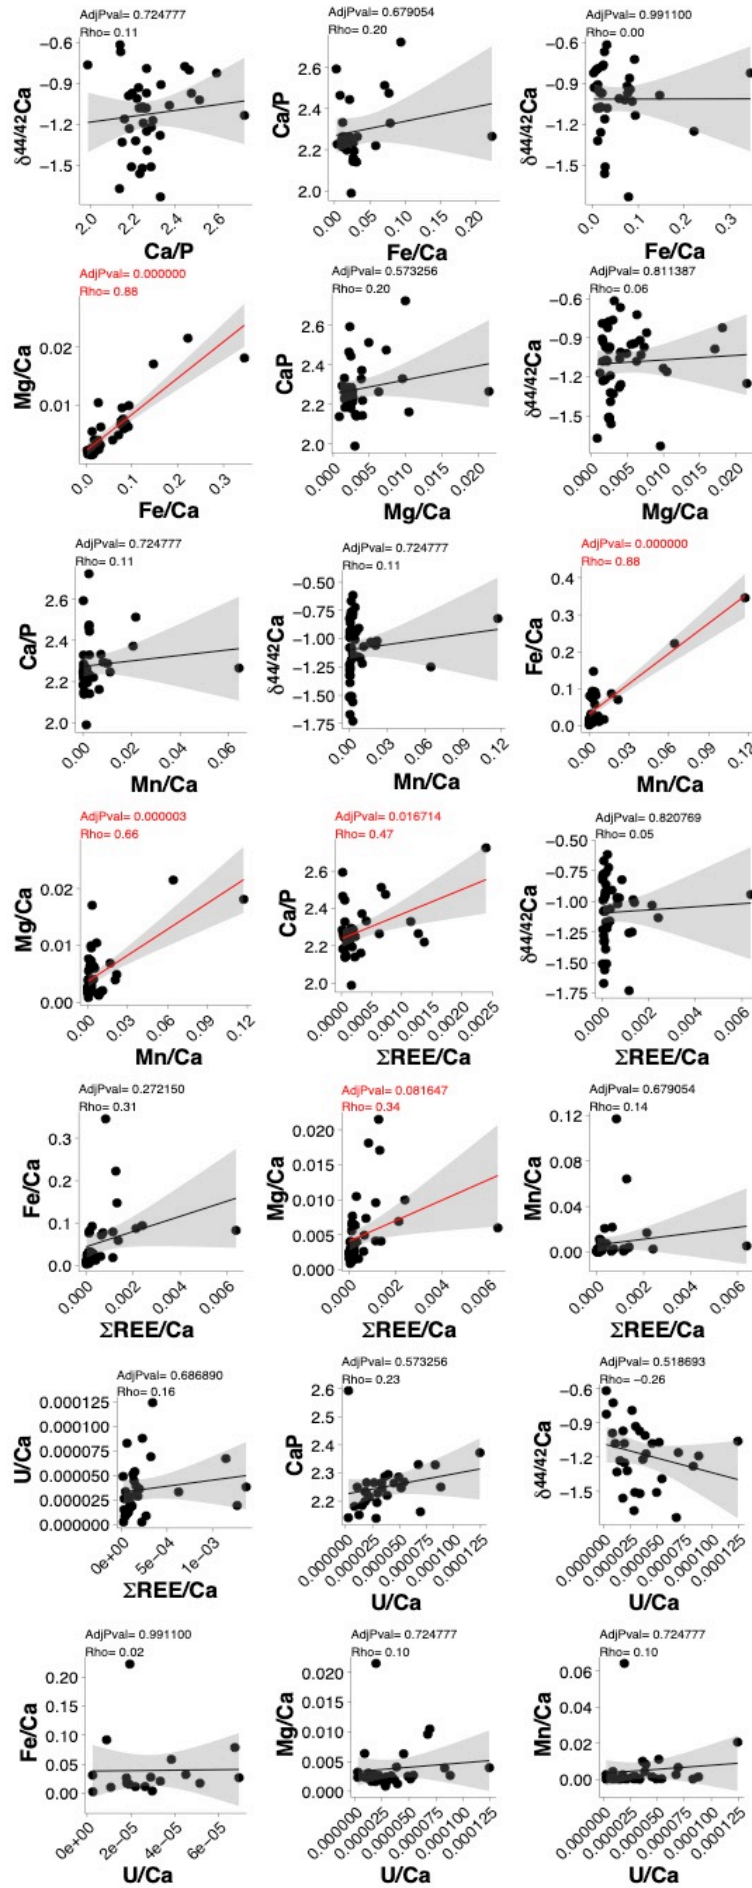 AdjPval= 0.724777
Rho= 0.11
δ44/42Ca
−0.6
−0.9
−1.2
−1.5
2.0
2.2
2.4
2.6
Ca/P
AdjPval= 0.679054
Rho= 0.20
Ca/P
2.6
2.4
2.2
2.0
0.00
0.05
0.10
0.20
Fe/Ca
AdjPval= 0.991100
Rho= 0.00
δ44/42Ca
−0.6
−0.9
−1.2
−1.5
0.0
0.1
0.2
0.3
Fe/Ca
AdjPval= 0.000000
Rho= 0.88
Mg/Ca
0.02
0.01
0.0
0.1
0.2
0.3
Fe/Ca
AdjPval= 0.573256
Rho= 0.20
CaP
2.6
2.4
2.2
2.0
0.000
0.005
0.010
0.020
Mg/Ca
AdjPval= 0.811387
Rho= 0.06
δ44/42Ca
−0.6
−0.9
−1.2
−1.5
0.000
0.005
0.010
0.020
Mg/Ca
AdjPval= 0.724777
Rho= 0.11
Ca/P
2.6
2.4
2.2
2.0
0.00
0.02
0.04
0.06
Mn/Ca
AdjPval= 0.724777
Rho= 0.11
δ44/42Ca
−0.50
−0.75
−1.00
−1.25
−1.50
−1.75
0.00
0.03
0.06
0.09
0.12
Mn/Ca
AdjPval= 0.000000
Rho= 0.88
Fe/Ca
0.4
0.3
0.2
0.1
0.0
0.00
0.03
0.09
0.12
Mn/Ca
AdjPval= 0.000003
Rho= 0.66
Mg/Ca
0.02
0.01
0.00
0.00
0.03
0.06
0.09
0.12
Mn/Ca
AdjPval= 0.016714
Rho= 0.47
Ca/P
2.6
2.4
2.2
2.0
0.0000
0.0005
0.0010
0.0015
0.0020
0.0025
ΣREE/Ca
AdjPval= 0.820769
Rho= 0.05
δ44/42Ca
−0.50
−0.75
−1.00
−1.25
−1.50
−1.75
0.000
0.002
0.004
0.006
ΣREE/Ca
AdjPval= 0.272150
Rho= 0.31
Fe/Ca
0.3
0.2
0.1
0.0
0.000
0.002
0.004
0.006
ΣREE/Ca
AdjPval= 0.081647
Rho= 0.34
Mg/Ca
0.020
0.015
0.010
0.005
0.000
0.000
0.002
0.004
0.006
ΣREE/Ca
AdjPval= 0.679054
Rho= 0.14
Mn/Ca
0.12
0.08
0.04
0.00
0.000
0.002
0.004
0.006
ΣREE/Ca
AdjPval= 0.686890
Rho= 0.16
U/Ca
0.000125
0.000100
0.000075
0.000050
0.000025
0.000000
0e+00
5e−04
1e−03
ΣREE/Ca
AdjPval= 0.573256
Rho= 0.23
CaP
2.6
2.4
2.3
2.2
0.000000
0.000025
0.000050
0.000075
0.000100
0.000125
U/Ca
AdjPval= 0.518693
Rho= −0.26
δ44/42Ca
−0.6
−0.9
−1.2
−1.5
0.000000
0.000025
0.000050
0.000075
0.000100
0.000125
U/Ca
AdjPval= 0.991100
Rho= 0.02
Fe/Ca
0.20
0.15
0.10
0.05
0.00
0e+00
2e−05
4e−05
6e−05
U/Ca
AdjPval= 0.724777
Rho= 0.10
Mg/Ca
0.020
0.015
0.010
0.005
0.000
0.000000
0.000025
0.000050
0.000075
0.000100
0.000125
U/Ca
AdjPval= 0.724777
Rho= 0.10
Mn/Ca
0.06
0.04
0.02
0.00
0.000000
0.000025
0.000050
0.000075
0.000100
0.000125
U/Ca